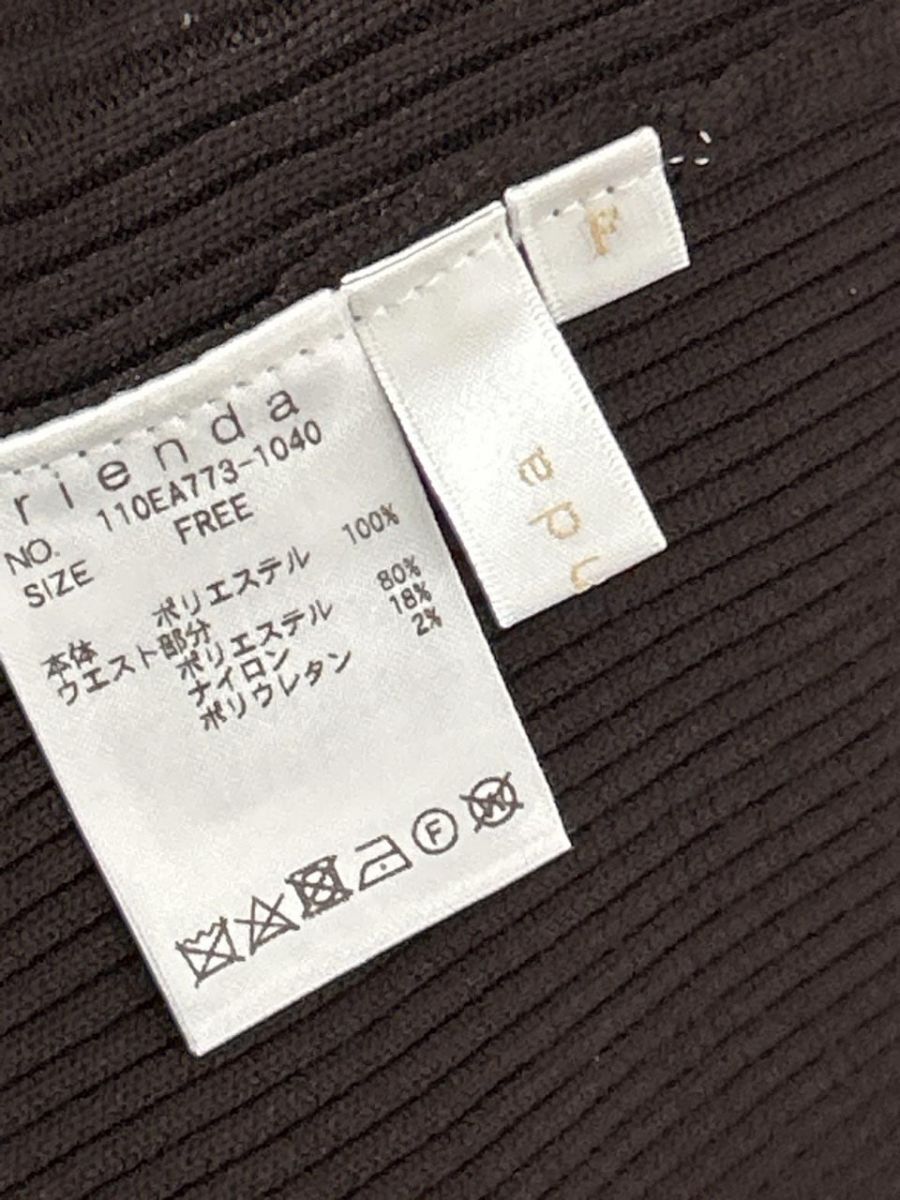 rienda
NO. 110EA773-1040
SIZE FREE
本体 ポリエステル 100%
ウエスト部分
ポリエステル 80%
ナイロン 18%
ポリウレタン 2%
F
W
F